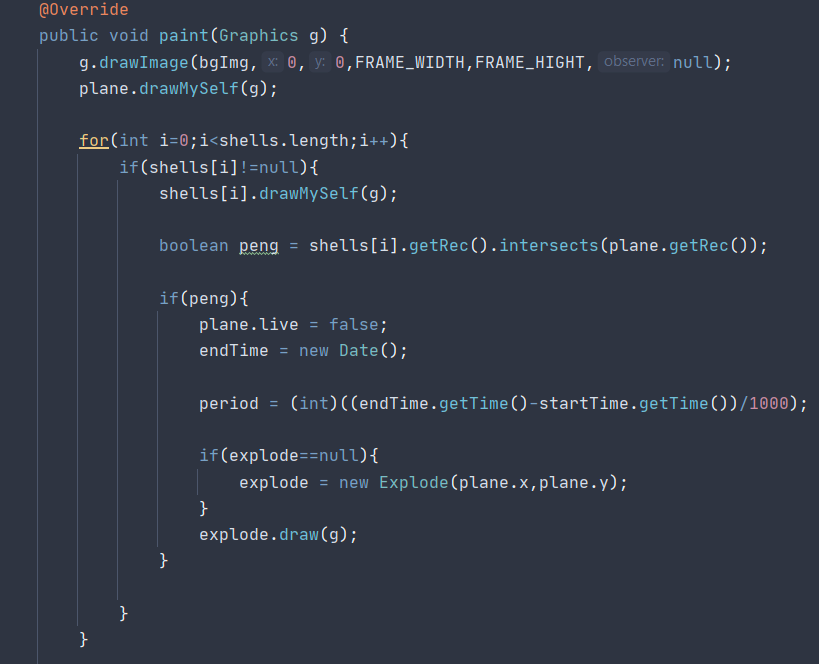 @Override
public void paint(Graphics g) {
g.drawImage(bgImg, x: 0, y: 0,FRAME_WIDTH,FRAME_HIGHT, observer: null);
plane.drawMySelf(g);
for(int i=0;i<shells.length;i++){
if(shells[i]!=null){
shells[i].drawMySelf(g);
boolean peng = shells[i].getRec().intersects(plane.getRec());
if(peng){
plane.live = false;
endTime = new Date();
period = (int)((endTime.getTime()-startTime.getTime())/1000);
if(explode==null){
explode = new Explode(plane.x,plane.y);
}
explode.draw(g);
}
}
}